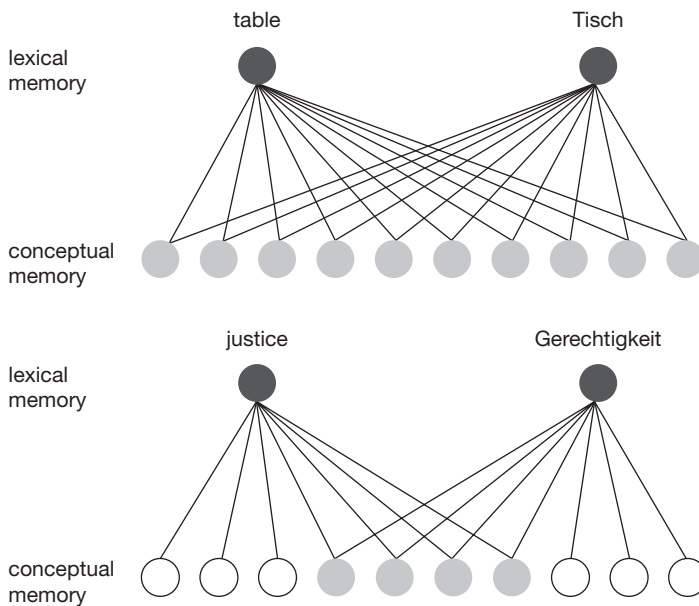 table Tisch
lexical
memory
conceptual
memory
justice Gerechtigkeit
lexical
memory
conceptual
memory